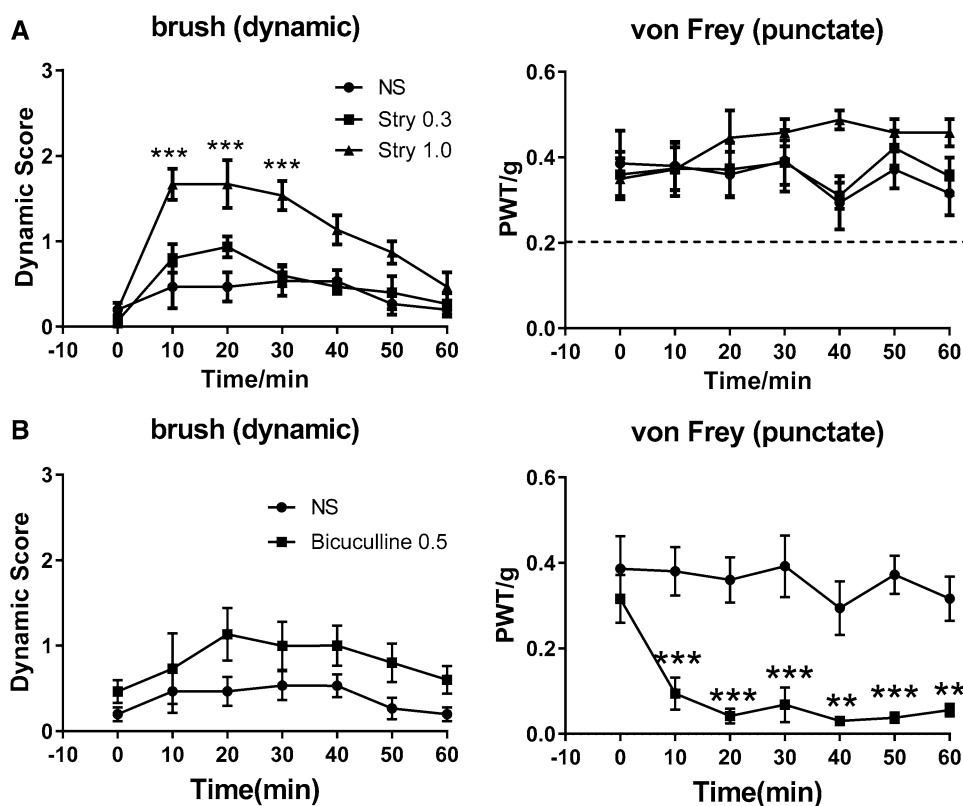 A
brush (dynamic)
von Frey (punctate)
Dynamic Score
3
2
1
0
NS
Stry 0.3
Stry 1.0
***
***
***
-10 0 10 20 30 40 50 60
Time/min
PWT/g
0.6
0.4
0.2
0.0
-10 0 10 20 30 40 50 60
Time/min
B
brush (dynamic)
von Frey (punctate)
Dynamic Score
3
2
1
0
NS
Bicuculline 0.5
-10 0 10 20 30 40 50 60
Time(min)
PWT/g
0.6
0.4
0.2
0.0
***
***
***
**
***
**
-10 0 10 20 30 40 50 60
Time(min)